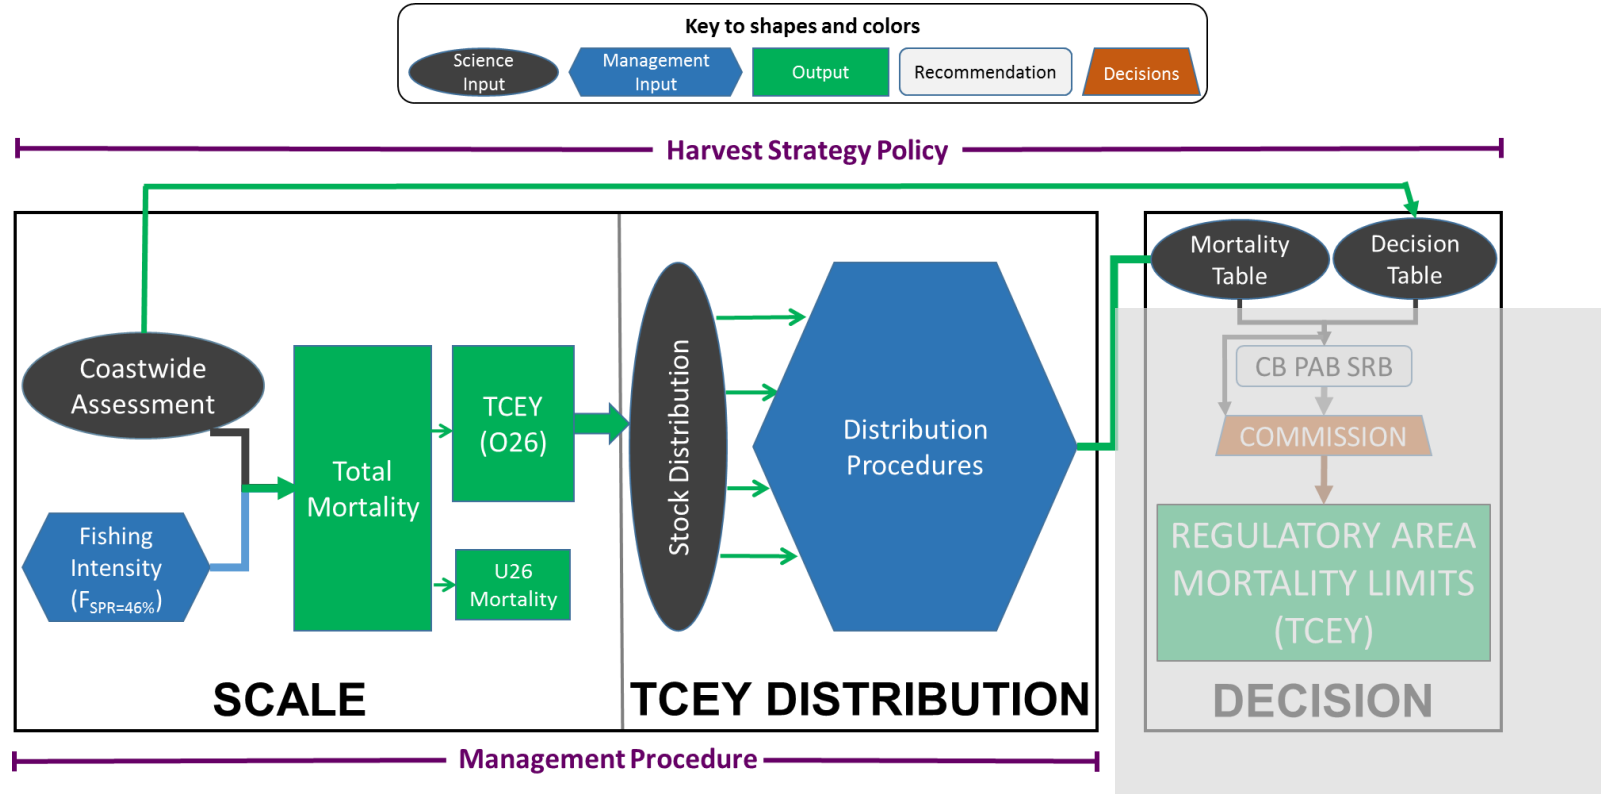 Key to shapes and colors
Science
Input
Management
Input
Output
Recommendation
Decisions
Harvest Strategy Policy
Coastwide
Assessment
Fishing
Intensity
(FSPR=46%)
Total
Mortality
TCEY
(O26)
U26
Mortality
SCALE
Stock Distribution
Distribution
Procedures
TCEY DISTRIBUTION
Mortality
Table
Decision
Table
CB PAB SRB
COMMISSION
REGULATORY AREA
MORTALITY LIMITS
(TCEY)
DECISION
Management Procedure